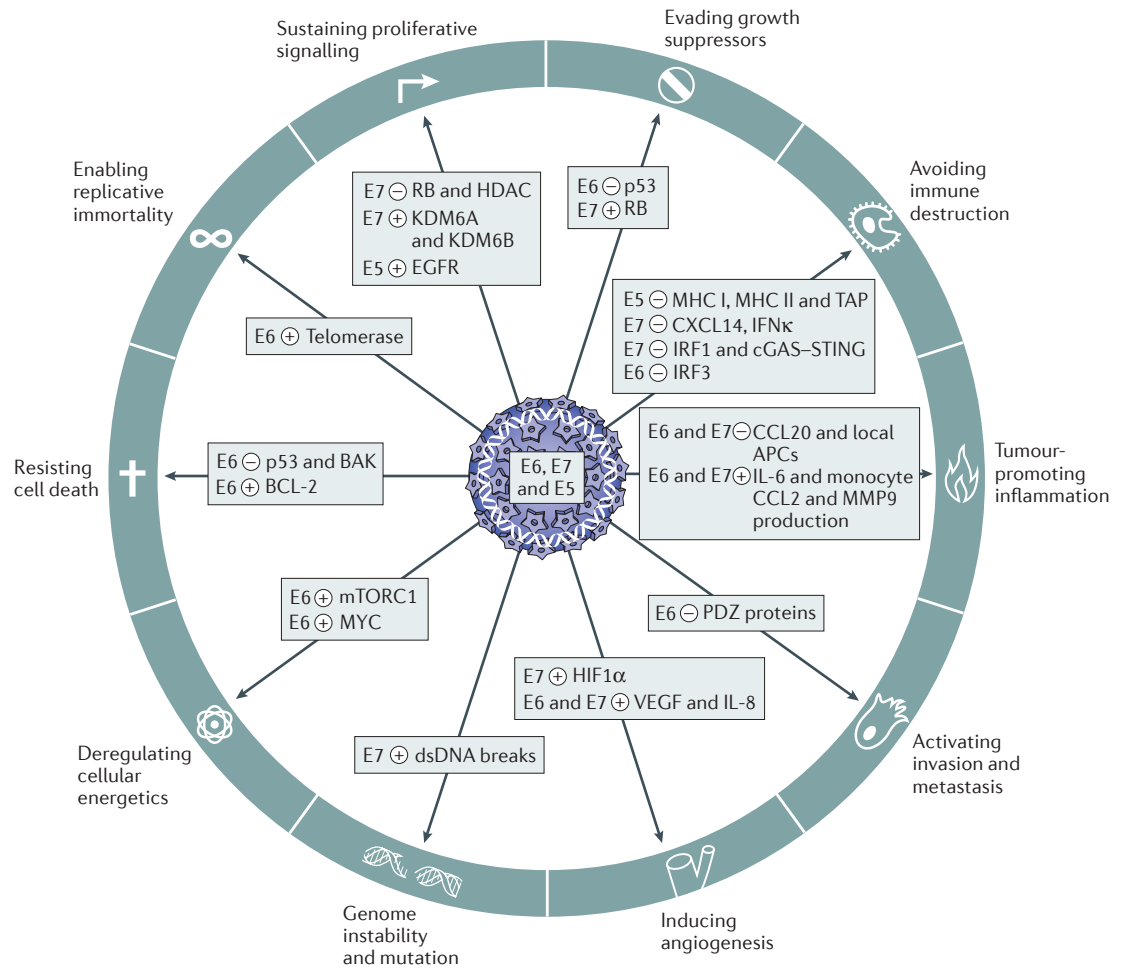 Sustaining proliferative
signalling
Evading growth
suppressors
Enabling
replicative
immortality
Avoiding
immune
destruction
E7 ⊖ RB and HDAC
E7 ⊕ KDM6A
and KDM6B
E5 ⊕ EGFR
E6 ⊖ p53
E7 ⊕ RB
E5 ⊖ MHC I, MHC II and TAP
E7 ⊖ CXCL14, IFNκ
E7 ⊖ IRF1 and cGAS–STING
E6 ⊖ IRF3
E6 ⊕ Telomerase
E6 and E7 ⊖ CCL20 and local
APCs
E6 and E7 ⊕ IL-6 and monocyte
CCL2 and MMP9
production
Resisting
cell death
E6 ⊖ p53 and BAK
E6 ⊕ BCL-2
E6, E7
and E5
Tumour-
promoting
inflammation
E6 ⊕ mTORC1
E6 ⊕ MYC
E6 ⊖ PDZ proteins
E7 ⊕ HIF1α
E6 and E7 ⊕ VEGF and IL-8
E7 ⊕ dsDNA breaks
Deregulating
cellular
energetics
Activating
invasion and
metastasis
Genome
instability
and mutation
Inducing
angiogenesis